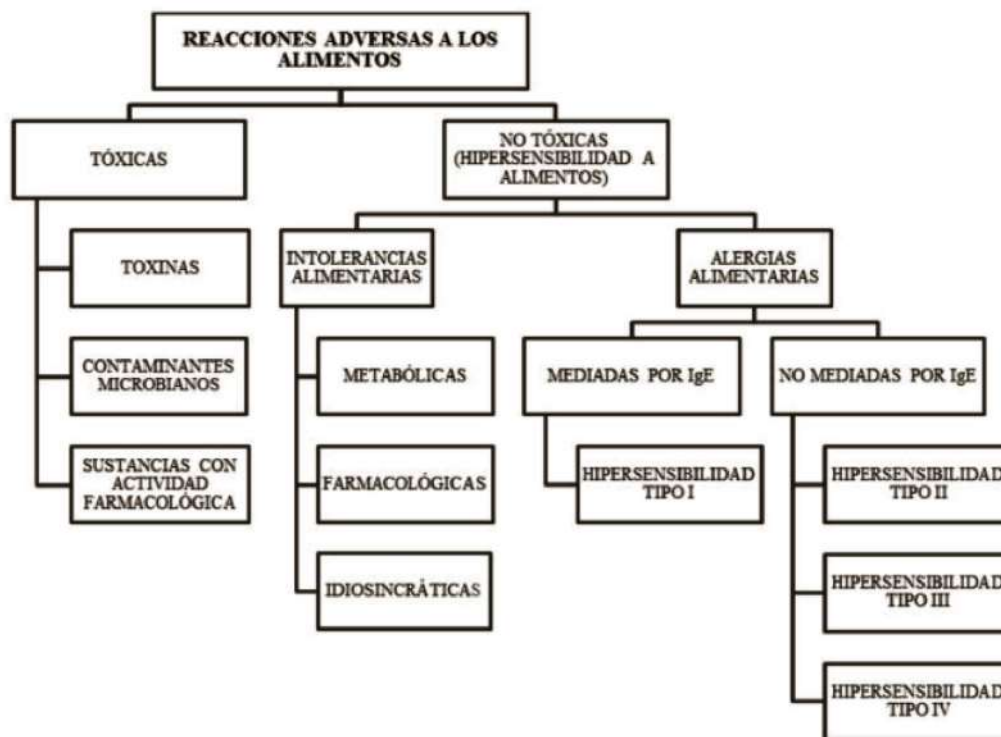 REACCIONES ADVERSAS A LOS
ALIMENTOS
TÓXICAS
NO TÓXICAS
(HIPERSENSIBILIDAD A
ALIMENTOS)
TOXINAS
CONTAMINANTES
MICROBIANOS
SUSTANCIAS CON
ACTIVIDAD
FARMACOLÓGICA
INTOLERANCIAS
ALIMENTARIAS
METABÓLICAS
FARMACOLÓGICAS
IDIOSINCRÁTICAS
ALERGIAS
ALIMENTARIAS
MEDIADAS POR IgE
HIPERSENSIBILIDAD
TIPO I
NO MEDIADAS POR IgE
HIPERSENSIBILIDAD
TIPO II
HIPERSENSIBILIDAD
TIPO III
HIPERSENSIBILIDAD
TIPO IV